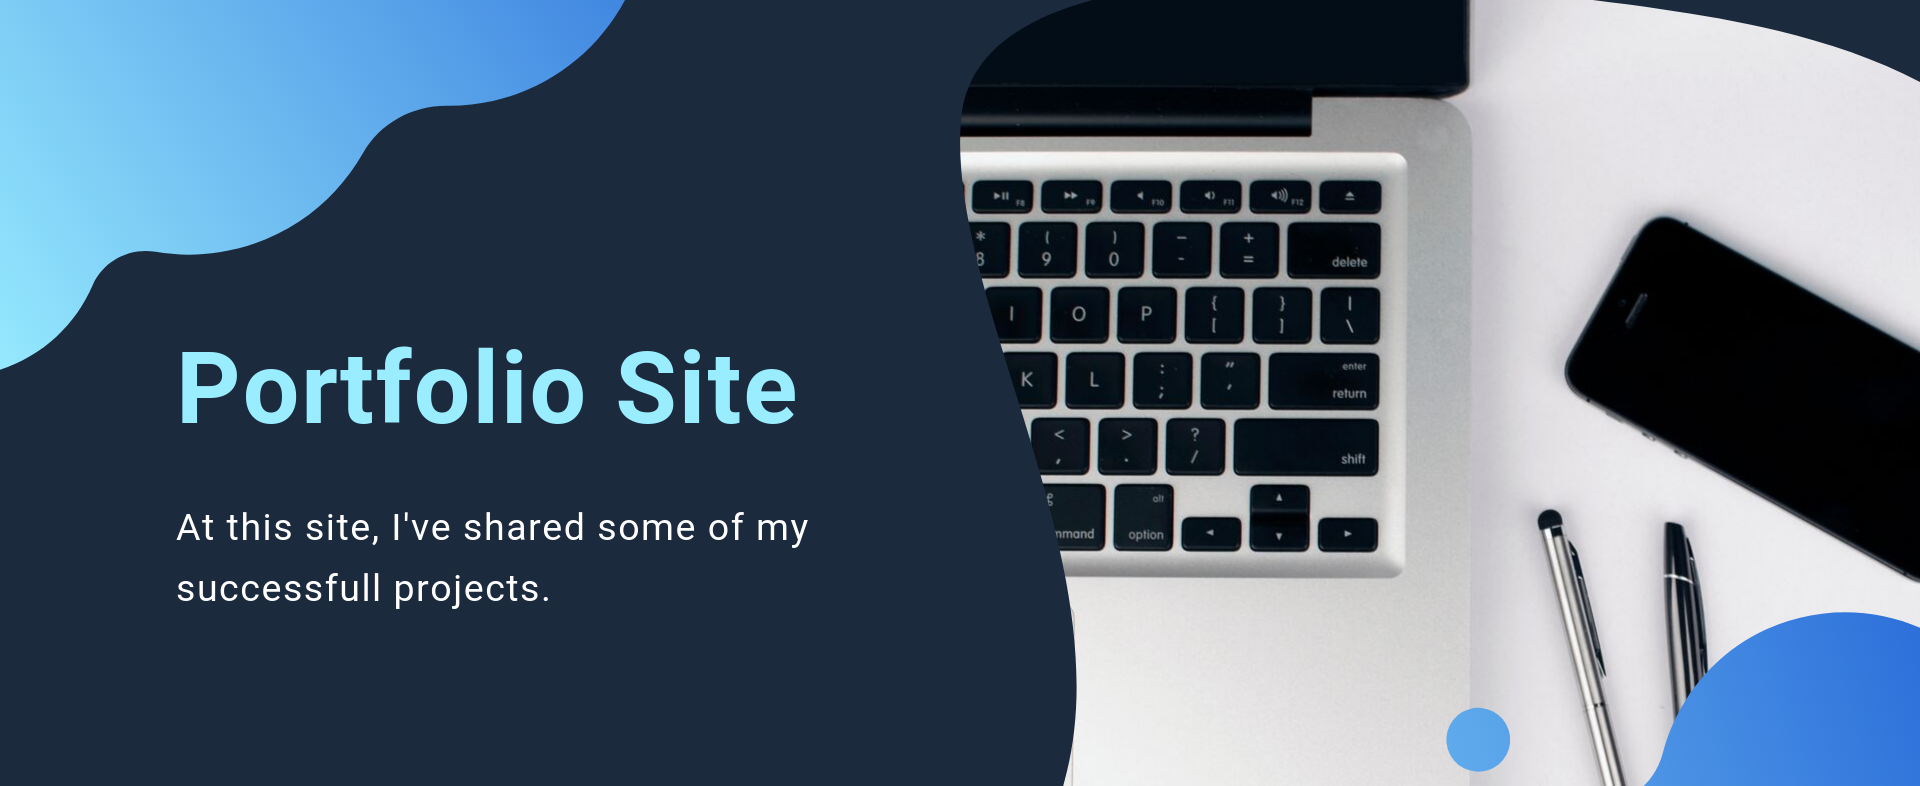 Portfolio Site
At this site, I've shared some of my
successfull projects.
F8 F9 F10 F11 F12
* ( ) – +
8 9 0 - = delete
{ } |
I O P [ ] \
: " enter
K L ; ' return
< > ?
, . / shift
⌘ alt
mmand option